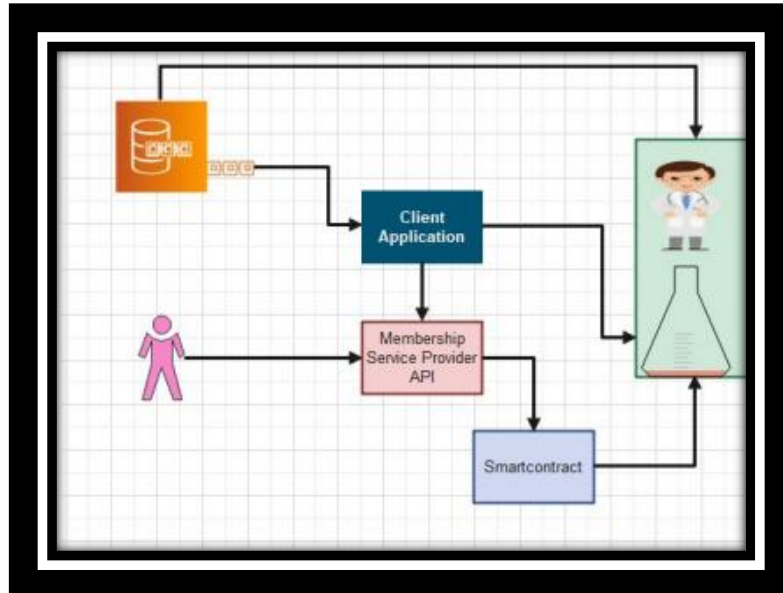 Client
Application
Membership
Service Provider
API
Smartcontract